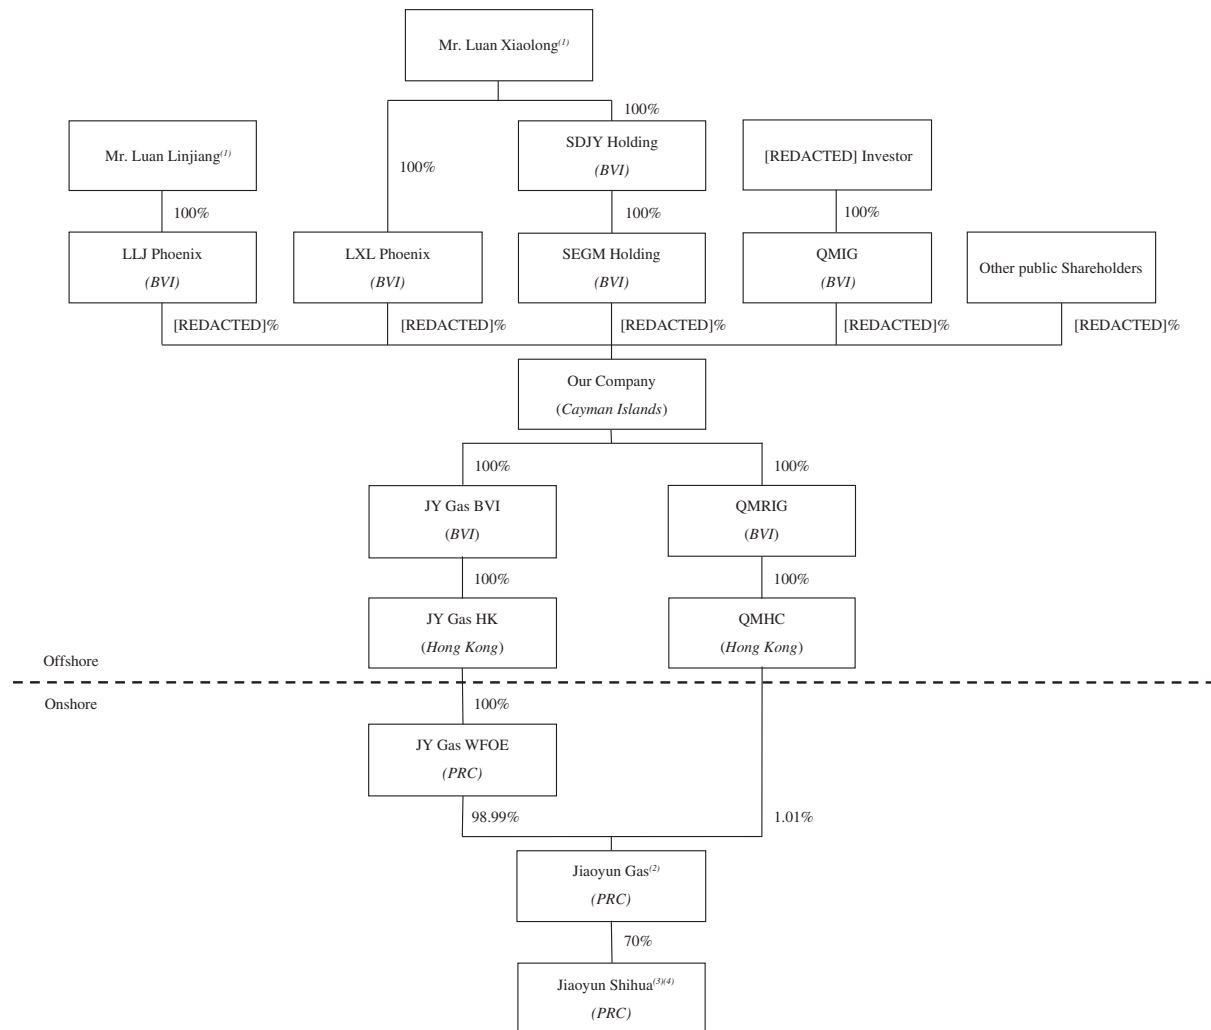 Mr. Luan Xiaolong(1)
100%
Mr. Luan Linjiang(1)
100%
SDJY Holding
(BVI)
[REDACTED] Investor
100%
100%
100%
LLJ Phoenix
(BVI)
LXL Phoenix
(BVI)
SEGM Holding
(BVI)
QMIG
(BVI)
Other public Shareholders
[REDACTED]%
[REDACTED]%
[REDACTED]%
[REDACTED]%
[REDACTED]%
Our Company
(Cayman Islands)
100%
100%
JY Gas BVI
(BVI)
QMRIG
(BVI)
100%
100%
JY Gas HK
(Hong Kong)
QMHC
(Hong Kong)
Offshore
Onshore
100%
JY Gas WFOE
(PRC)
98.99%
1.01%
Jiaoyun Gas(2)
(PRC)
70%
Jiaoyun Shihua(3)(4)
(PRC)